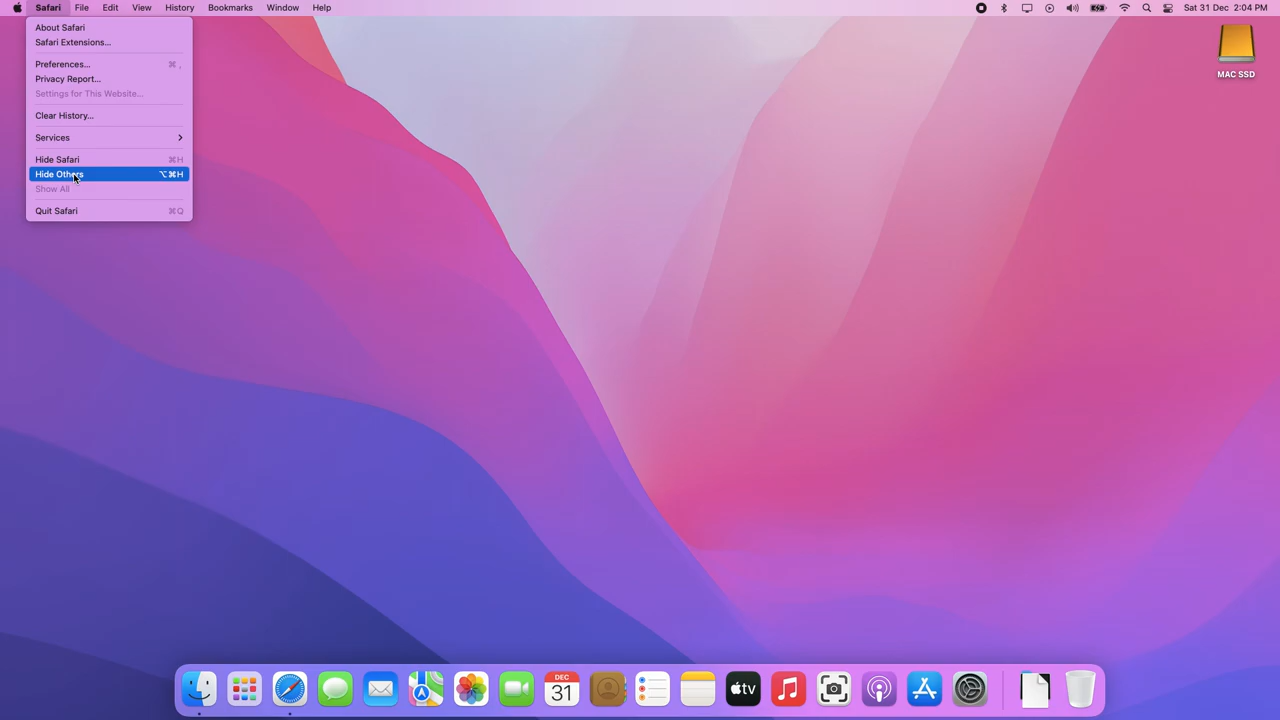 Safari File Edit View History Bookmarks Window Help Sat 31 Dec 2:04 PM
About Safari
Safari Extensions...
Preferences... ⌘ ,
Privacy Report...
Settings for This Website...
Clear History...
Services
Hide Safari ⌘H
Hide Others ⌥⌘H
Show All
Quit Safari ⌘Q
MAC SSD
DEC
31
tv